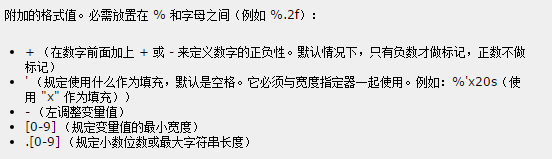 附加的格式值。必需放置在 % 和字母之间（例如 %.2f）：
+ （在数字前面加上 + 或 - 来定义数字的正负性。默认情况下，只有负数才做标记，正数不做
标记）
' （规定使用什么作为填充，默认是空格。它必须与宽度指定器一起使用。例如：%'x20s（使
用 "x" 作为填充））
- （左调整变量值）
[0-9] （规定变量值的最小宽度）
.[0-9] （规定小数位数或最大字符串长度）